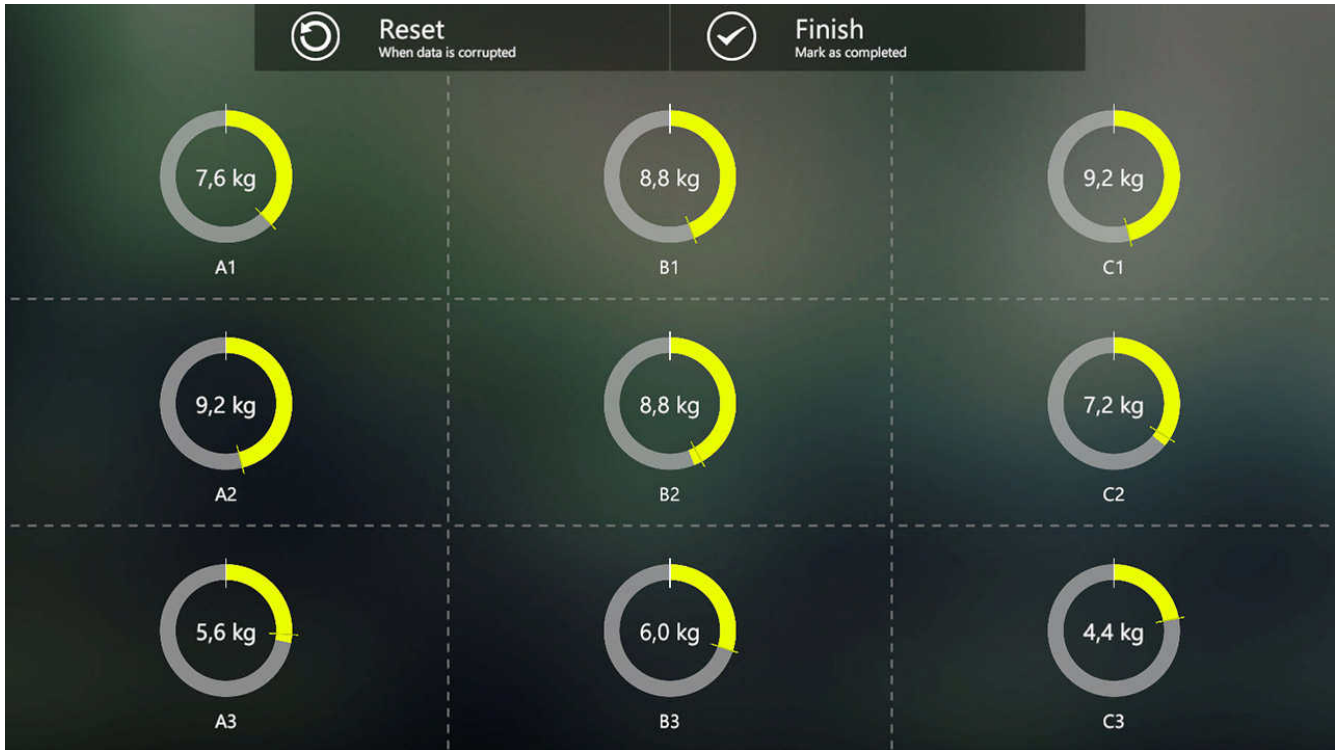 Reset
When data is corrupted
Finish
Mark as completed
7,6 kg
8,8 kg
9,2 kg
A1
B1
C1
9,2 kg
8,8 kg
7,2 kg
A2
B2
C2
5,6 kg
6,0 kg
4,4 kg
A3
B3
C3